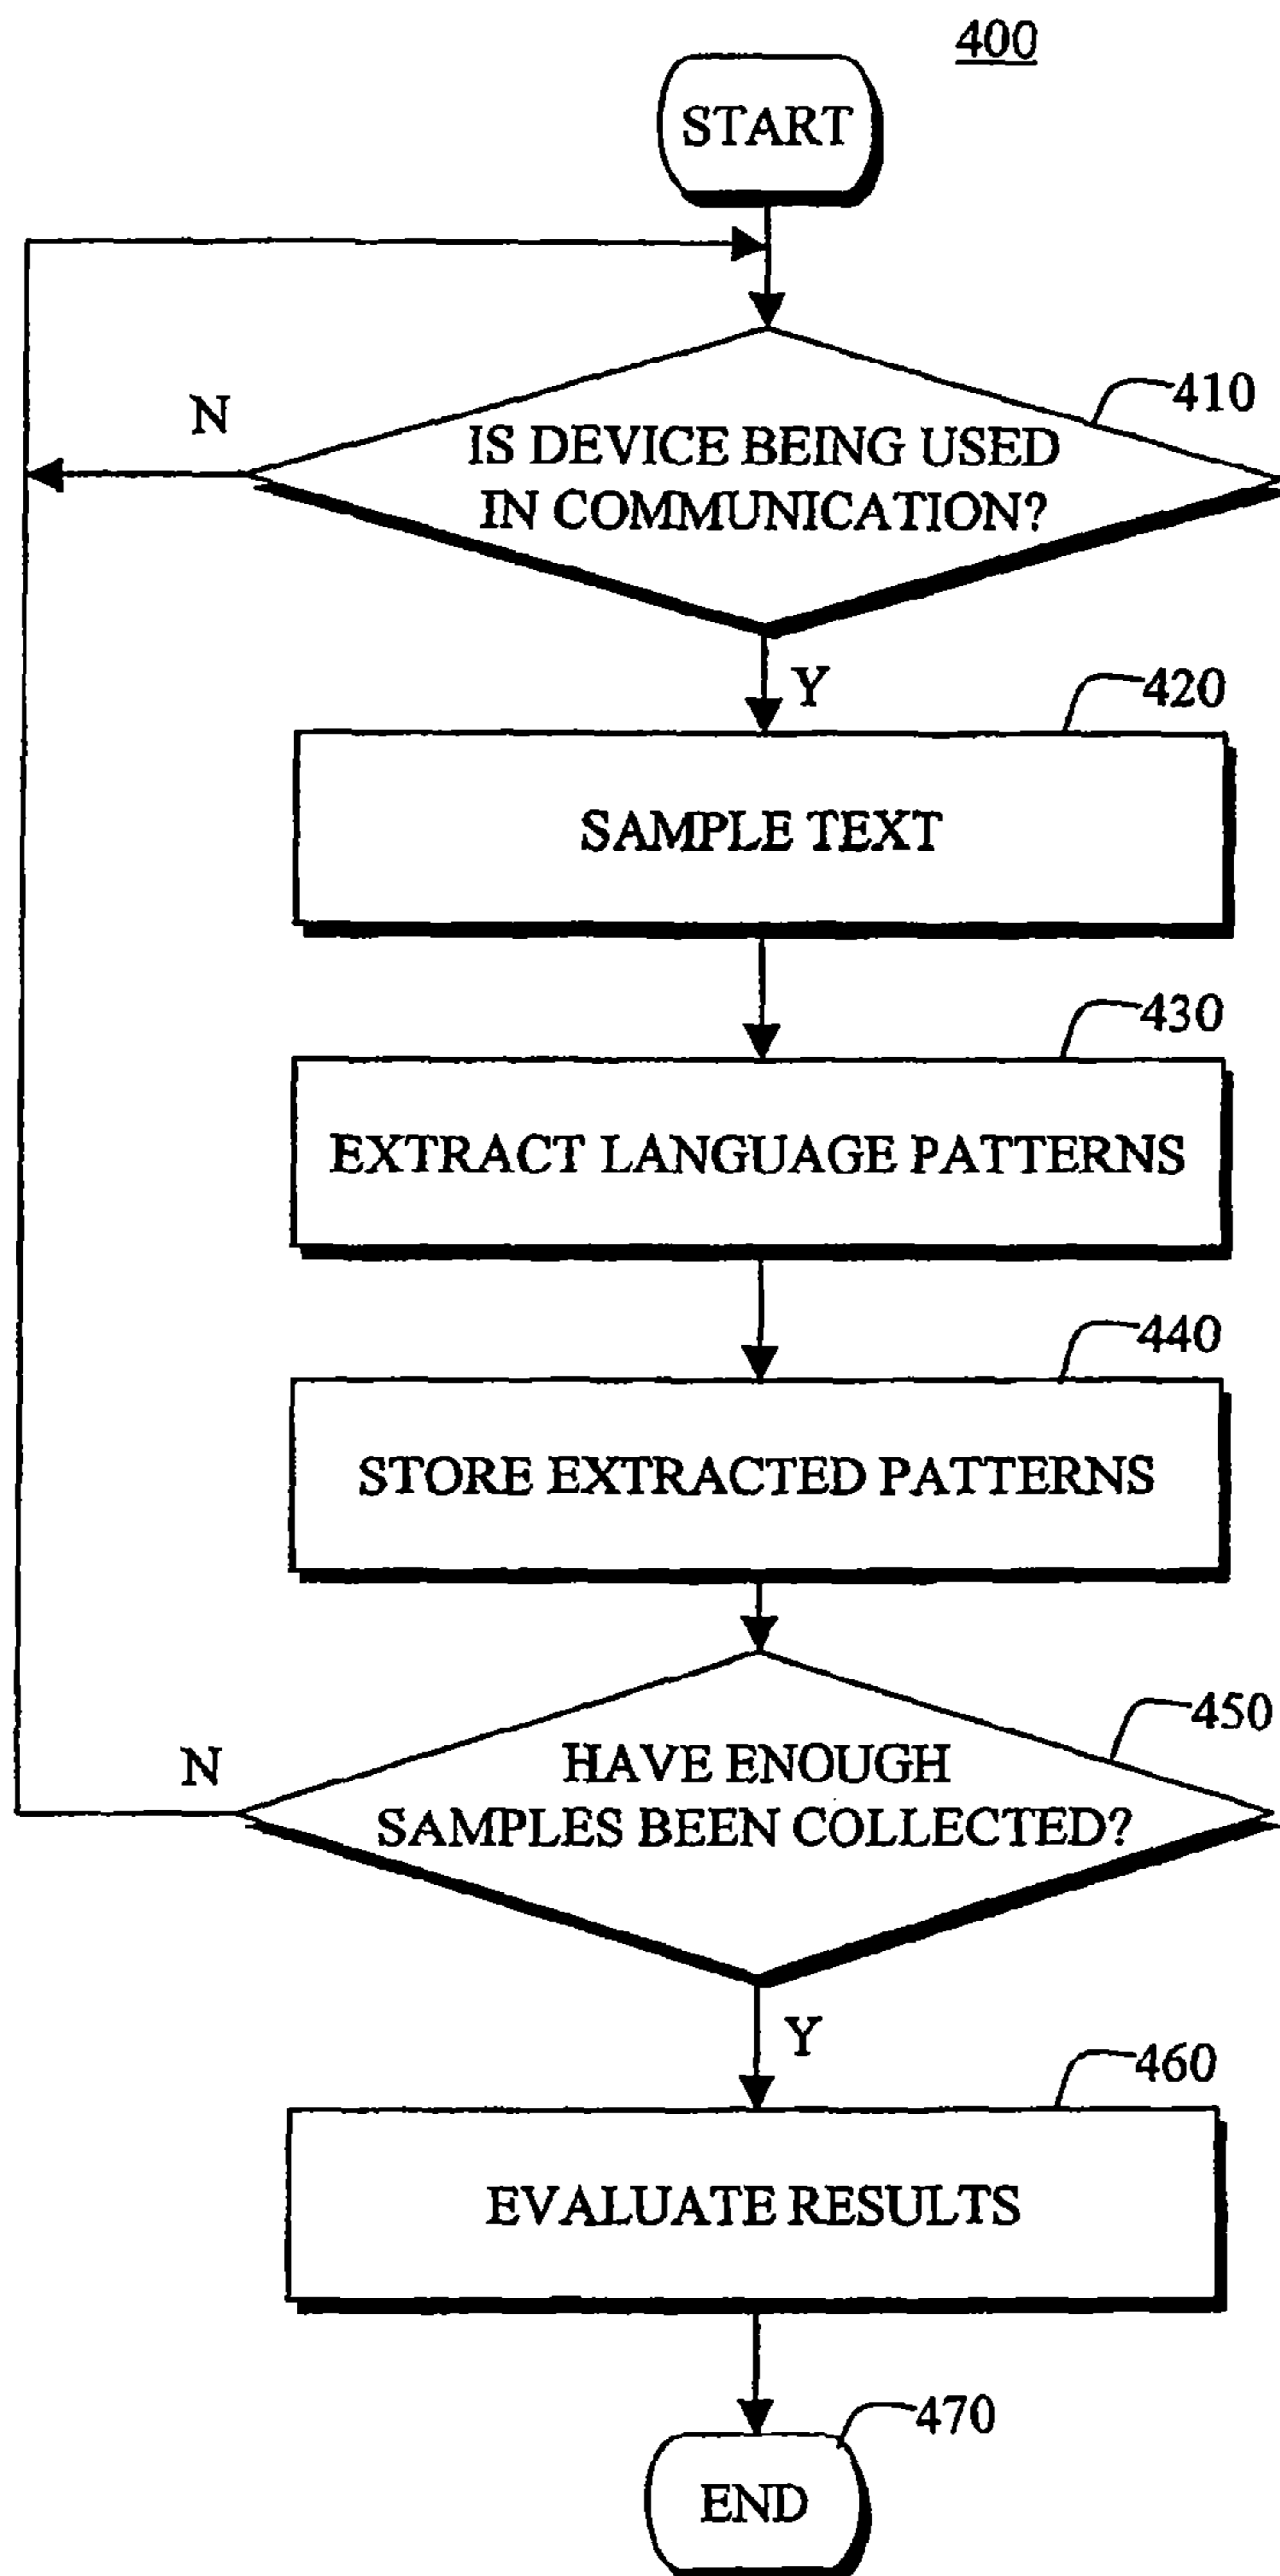 400
START
410
N
IS DEVICE BEING USED
IN COMMUNICATION?
Y
420
SAMPLE TEXT
430
EXTRACT LANGUAGE PATTERNS
440
STORE EXTRACTED PATTERNS
450
N
HAVE ENOUGH
SAMPLES BEEN COLLECTED?
Y
460
EVALUATE RESULTS
470
END